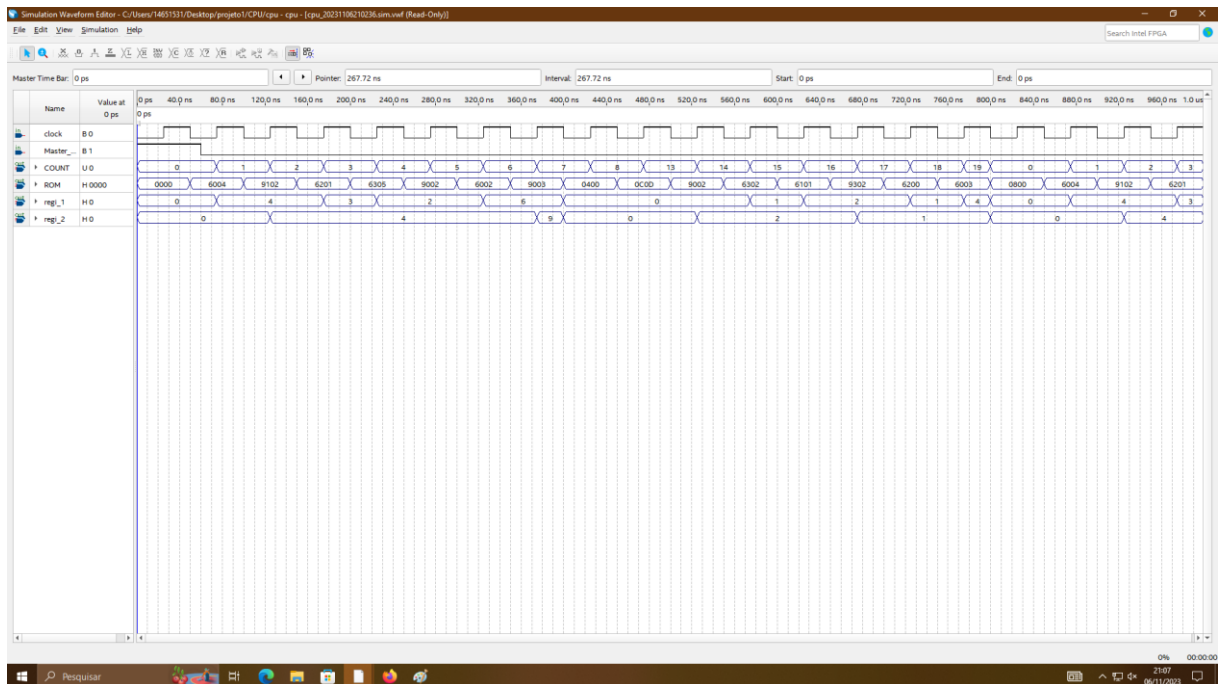 Simulation Waveform Editor - C:/Users/14651531/Desktop/projeto1/CPU/cpu - cpu - [cpu_20231106210236.sim.vwf (Read-Only)]
File Edit View Simulation Help
Search Intel FPGA
Master Time Bar: 0 ps Pointer: 267.72 ns Interval: 267.72 ns Start: 0 ps End: 0 ps
Name Value at 0 ps
0 ps 40.0 ns 80.0 ns 120.0 ns 160.0 ns 200.0 ns 240.0 ns 280.0 ns 320.0 ns 360.0 ns 400.0 ns 440.0 ns 480.0 ns 520.0 ns 560.0 ns 600.0 ns 640.0 ns 680.0 ns 720.0 ns 760.0 ns 800.0 ns 840.0 ns 880.0 ns 920.0 ns 960.0 ns 1.0 us
0 ps
clock B 0
Master_... B 1
COUNT U 0 0 1 2 3 4 5 6 7 8 13 14 15 16 17 18 19 0 1 2 3
ROM H 0000 0000 6004 9102 6201 6305 9002 6002 9003 0400 0C0D 9002 6302 6101 9302 6200 6003 0800 6004 9102 6201
regi_1 H 0 0 4 3 2 6 0 1 2 1 4 0 4 3
regi_2 H 0 0 4 9 0 2 1 0 4
0% 00:00:00
Pesquisar
21:07
06/11/2023